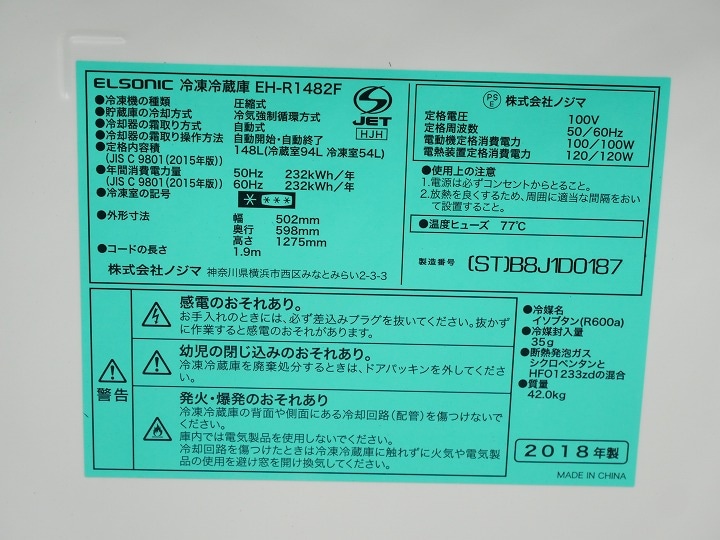 ELSONIC 冷凍冷蔵庫 EH-R1482F
●冷凍機の種類 圧縮式
●貯蔵庫の冷却方式 冷気強制循環方式
●冷却器の霜取り方式 自動式
●冷却器の霜取り操作方法 自動開始・自動終了
●定格内容積 148L(冷蔵室94L 冷凍室54L)
(JIS C 9801(2015年版))
●年間消費電力量 50Hz 232kWh/年
(JIS C 9801(2015年版)) 60Hz 232kWh/年
●冷凍室の記号
●外形寸法 幅 502mm
奥行 598mm
高さ 1275mm
●コードの長さ 1.9m
株式会社ノジマ 神奈川県横浜市西区みなとみらい2-3-3
S
JET
HJH
PS
E
株式会社ノジマ
定格電圧 100V
定格周波数 50/60Hz
電動機定格消費電力 100/100W
電熱装置定格消費電力 120/120W
●使用上の注意
1.電源は必ずコンセントからとること。
2.放熱を良くするため、周囲に適当な間隔をおい
て設置すること。
●温度ヒューズ 77℃
製造番号 (ST)B8J1D0187
警告
感電のおそれあり。
お手入れのときには、必ず差込みプラグを抜いてください。抜かず
に作業すると感電のおそれがあります。
幼児の閉じ込みのおそれあり。
冷凍冷蔵庫を廃棄処分するときは、ドアパッキンを外してください。
発火・爆発のおそれあり
冷凍冷蔵庫の背面や側面にある冷却回路(配管)を傷つけないで
ください。
庫内では電気製品を使用しないでください。
冷却回路を傷つけたときは冷凍冷蔵庫に触れずに火気や電気製
品の使用を避け窓を開け換気してください。
●冷媒名
イソブタン(R600a)
●冷媒封入量
35g
●断熱発泡ガス
シクロペンタンと
HFO1233zdの混合
●質量
42.0kg
2018年製
MADE IN CHINA